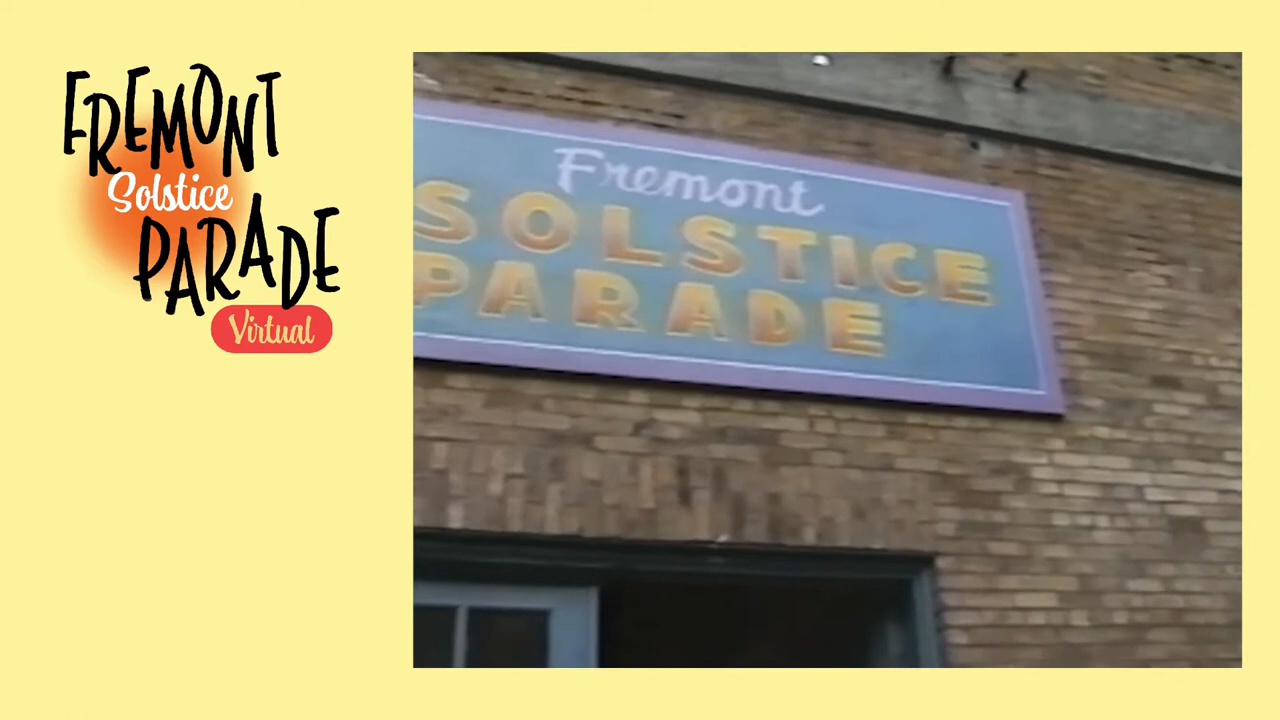 FREMONT
Solstice
PARADE
Virtual
Fremont
SOLSTICE
PARADE